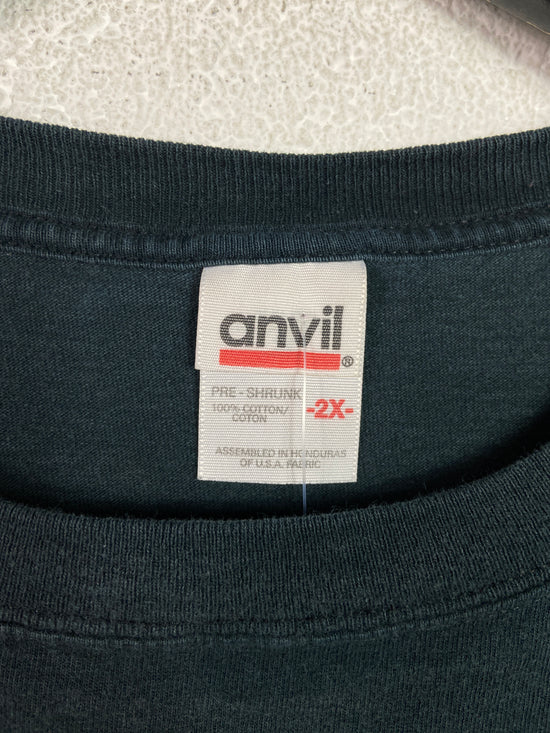 anvil®
PRE-SHRUNK
100% COTTON/
COTON
-2X-
ASSEMBLED IN HONDURAS
OF U.S.A. FABRIC